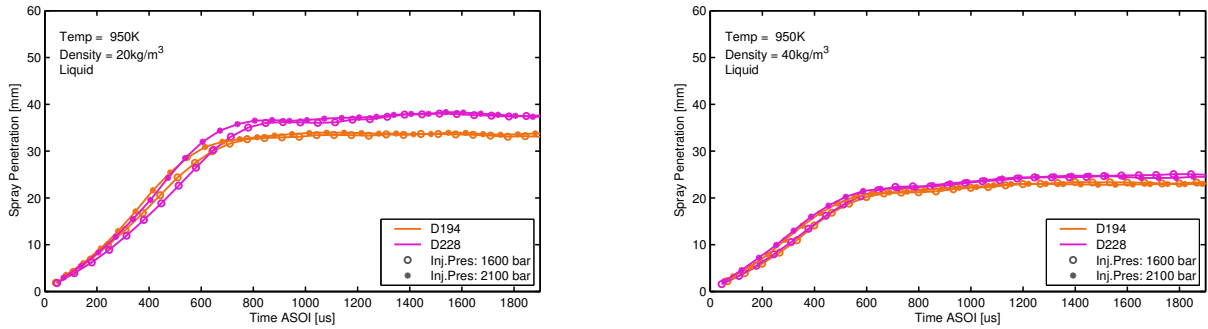 60
50
40
30
20
10
0
0 200 400 600 800 1000 1200 1400 1600 1800
Spray Penetration [mm]
Time ASOI [us]
Temp = 950K
Density = 20kg/m³
Liquid
D194
D228
Inj.Pres: 1600 bar
Inj.Pres: 2100 bar
60
50
40
30
20
10
0
0 200 400 600 800 1000 1200 1400 1600 1800
Spray Penetration [mm]
Time ASOI [us]
Temp = 950K
Density = 40kg/m³
Liquid
D194
D228
Inj.Pres: 1600 bar
Inj.Pres: 2100 bar